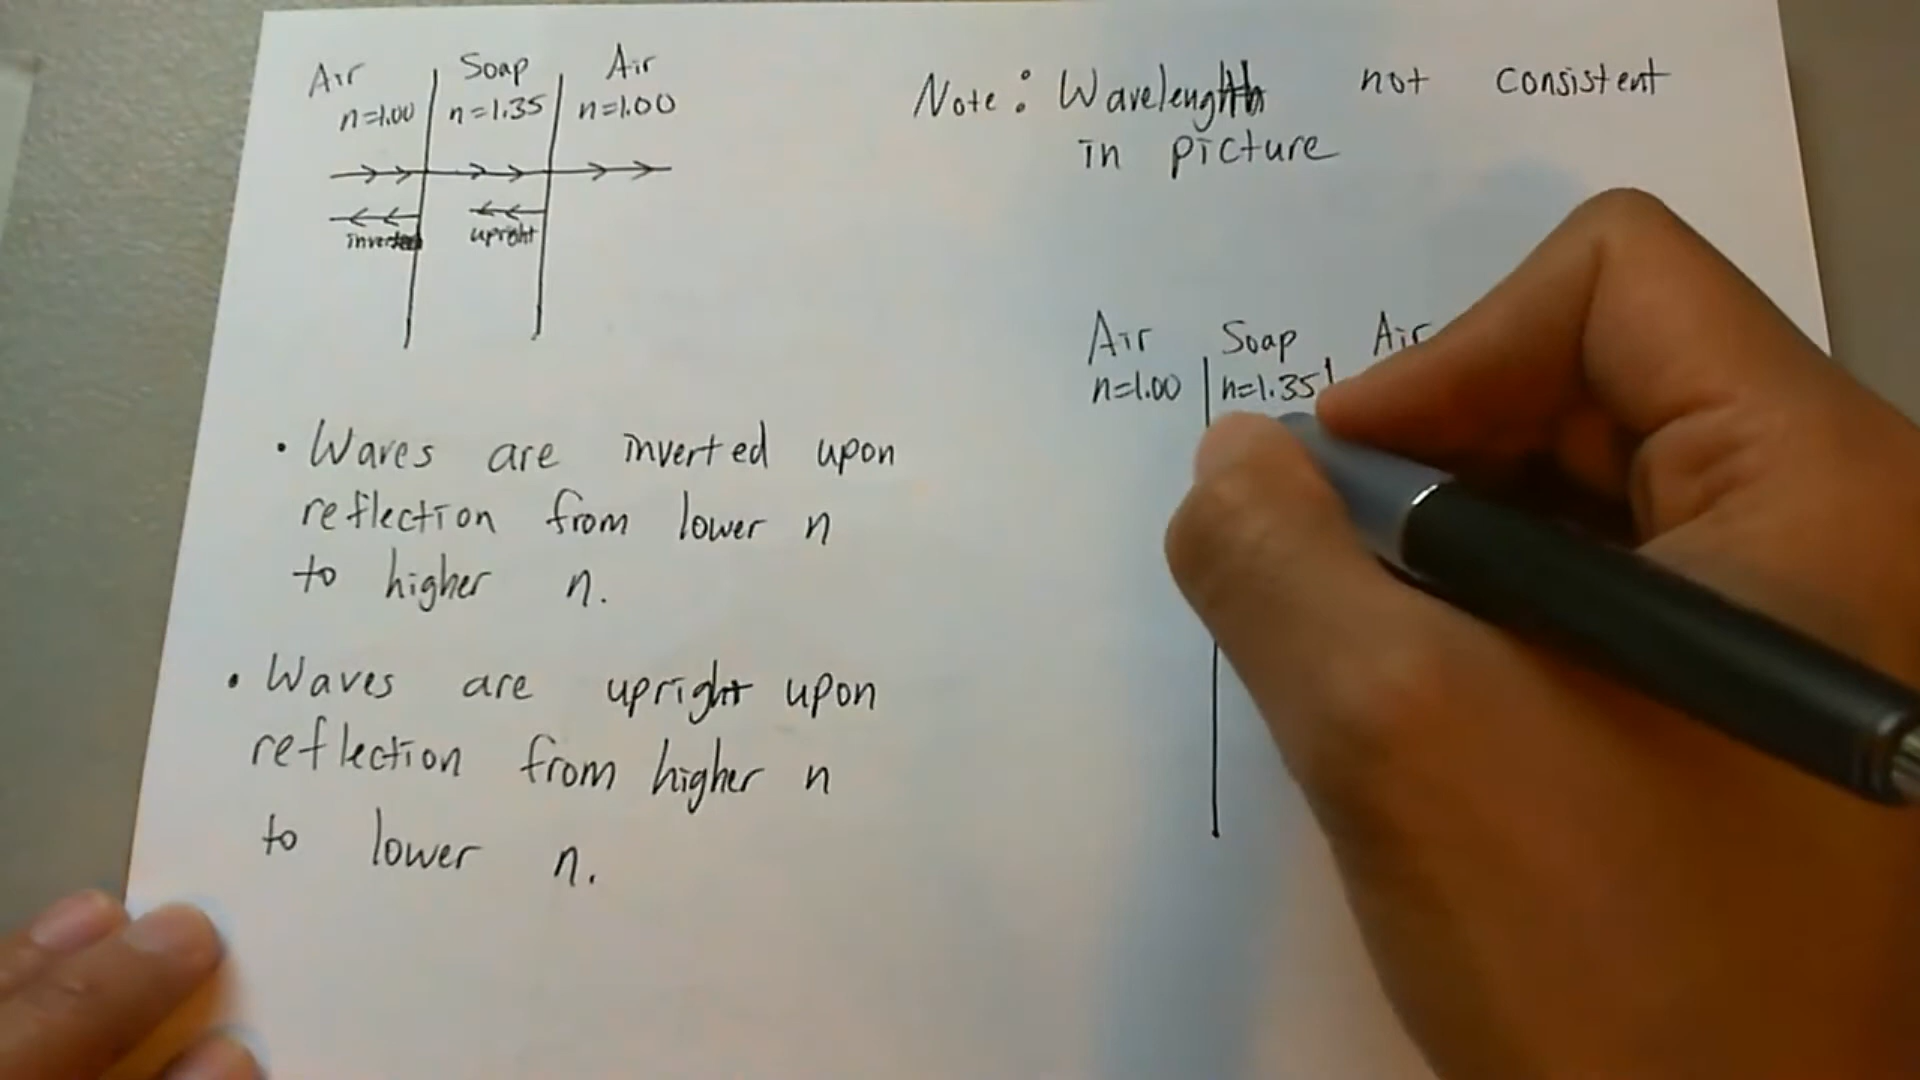 Air Soap Air
n=1.00 n=1.35 n=1.00
inverted upright
Note: Wavelength not consistent
in picture
Air Soap Air
n=1.00 n=1.35
• Waves are inverted upon
reflection from lower n
to higher n.
• Waves are upright upon
reflection from higher n
to lower n.